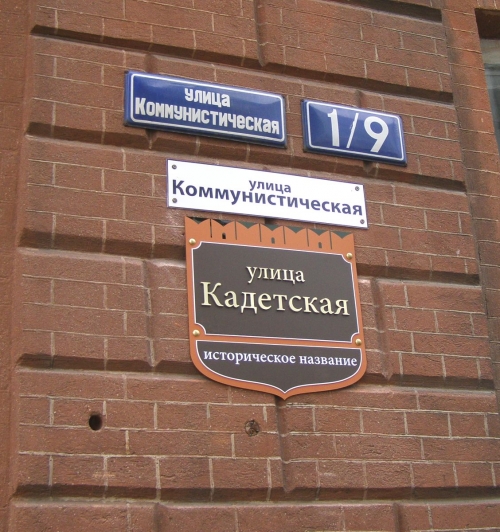 улица
Коммунистическая
1/9
улица
Коммунистическая
улица
Кадетская
историческое название